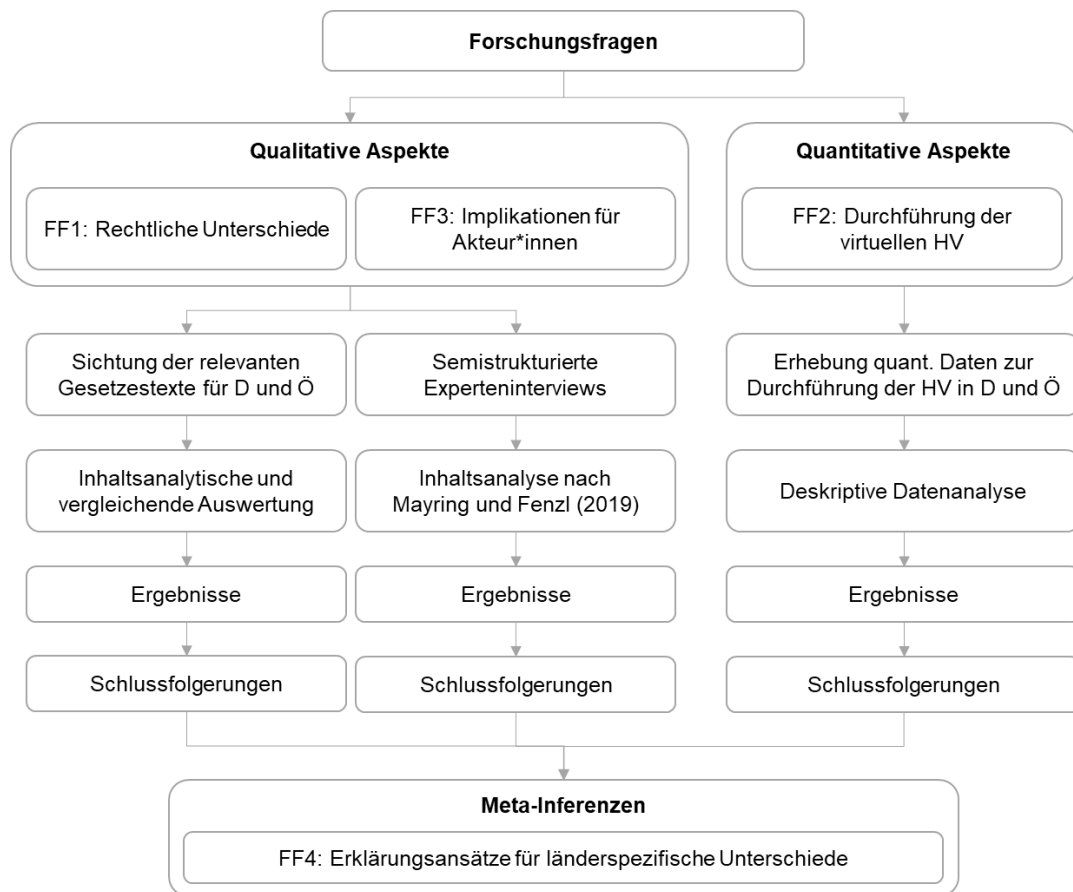 Forschungsfragen
Qualitative Aspekte
FF1: Rechtliche Unterschiede
FF3: Implikationen für
Akteur*innen
Quantitative Aspekte
FF2: Durchführung der
virtuellen HV
Sichtung der relevanten
Gesetzestexte für D und Ö
Semistrukturierte
Experteninterviews
Erhebung quant. Daten zur
Durchführung der HV in D und Ö
Inhaltsanalytische und
vergleichende Auswertung
Inhaltsanalyse nach
Mayring und Fenzl (2019)
Deskriptive Datenanalyse
Ergebnisse
Ergebnisse
Ergebnisse
Schlussfolgerungen
Schlussfolgerungen
Schlussfolgerungen
Meta-Inferenzen
FF4: Erklärungsansätze für länderspezifische Unterschiede